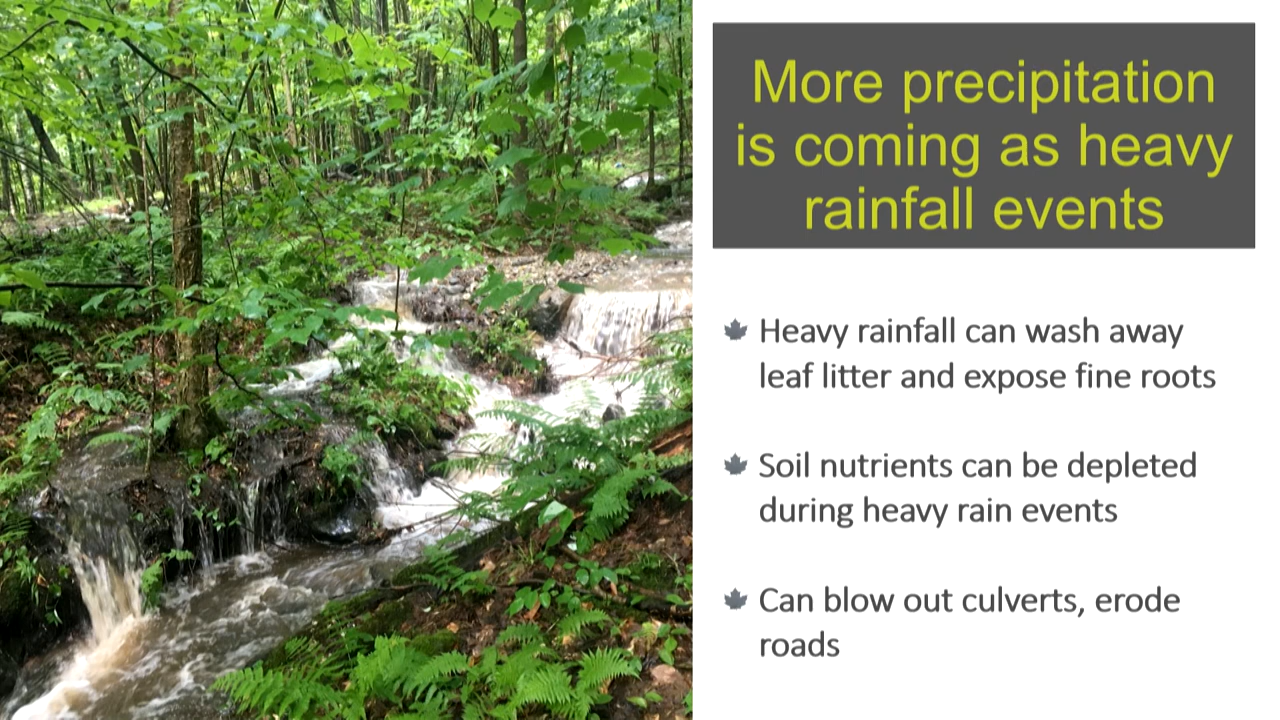 More precipitation
is coming as heavy
rainfall events
Heavy rainfall can wash away
leaf litter and expose fine roots
Soil nutrients can be depleted
during heavy rain events
Can blow out culverts, erode
roads